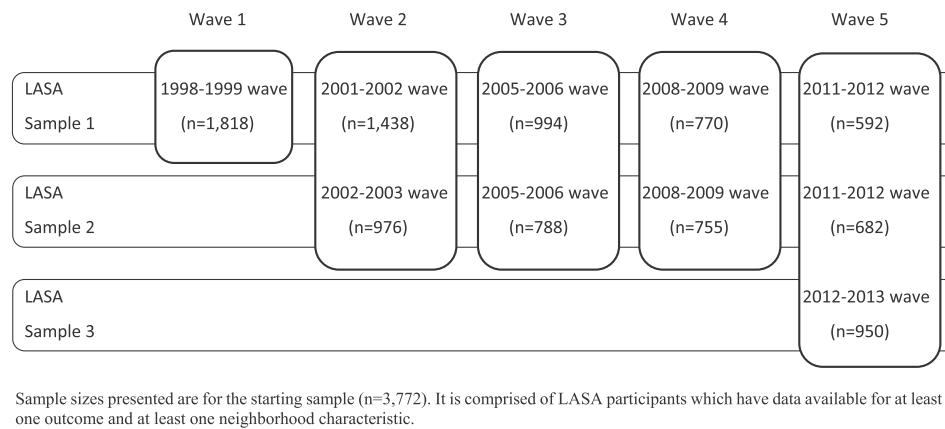 Wave 1 Wave 2 Wave 3 Wave 4 Wave 5
LASA 1998-1999 wave 2001-2002 wave 2005-2006 wave 2008-2009 wave 2011-2012 wave
Sample 1 (n=1,818) (n=1,438) (n=994) (n=770) (n=592)
LASA 2002-2003 wave 2005-2006 wave 2008-2009 wave 2011-2012 wave
Sample 2 (n=976) (n=788) (n=755) (n=682)
LASA 2012-2013 wave
Sample 3 (n=950)
Sample sizes presented are for the starting sample (n=3,772). It is comprised of LASA participants which have data available for at least
one outcome and at least one neighborhood characteristic.